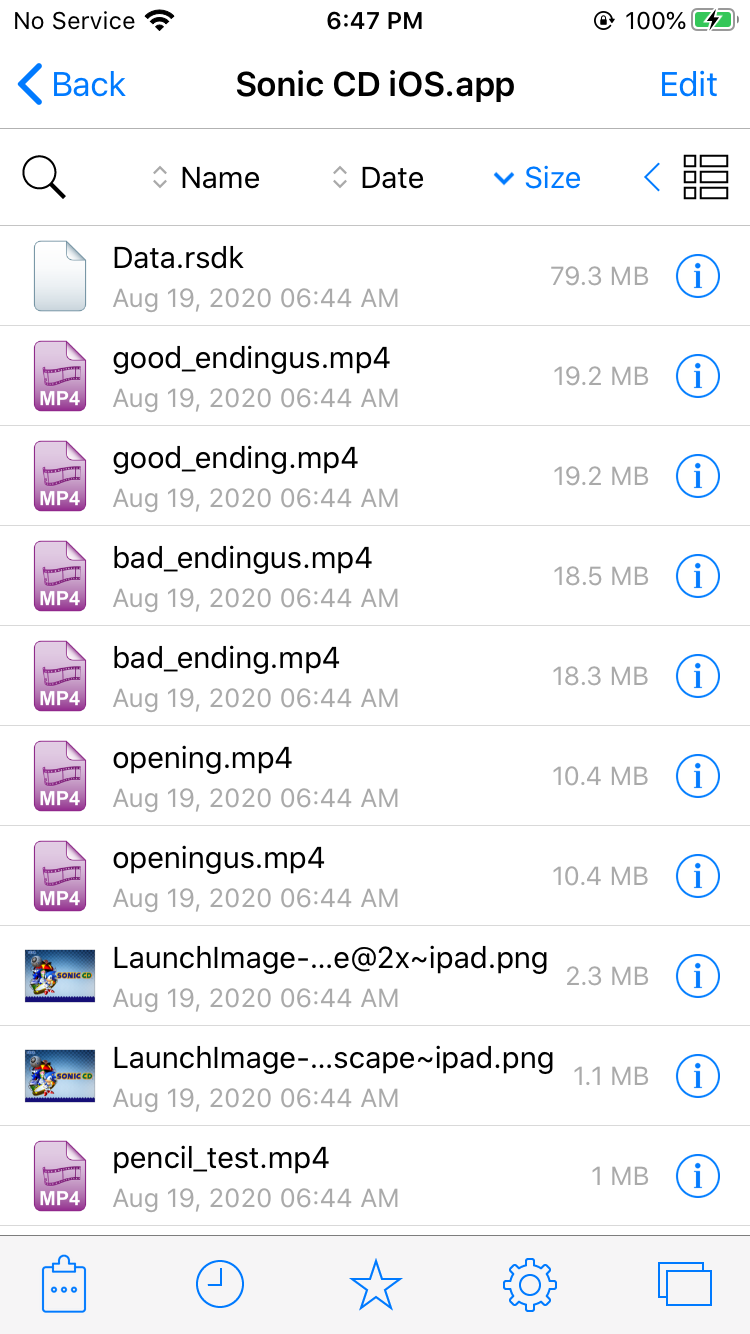 No Service 6:47 PM 100%
Back Sonic CD iOS.app Edit
Name Date Size
Data.rsdk
Aug 19, 2020 06:44 AM 79.3 MB
good_endingus.mp4
MP4 Aug 19, 2020 06:44 AM 19.2 MB
good_ending.mp4
MP4 Aug 19, 2020 06:44 AM 19.2 MB
bad_endingus.mp4
MP4 Aug 19, 2020 06:44 AM 18.5 MB
bad_ending.mp4
MP4 Aug 19, 2020 06:44 AM 18.3 MB
opening.mp4
MP4 Aug 19, 2020 06:44 AM 10.4 MB
openingus.mp4
MP4 Aug 19, 2020 06:44 AM 10.4 MB
LaunchImage-...e@2x~ipad.png
SONIC CD Aug 19, 2020 06:44 AM 2.3 MB
LaunchImage-...scape~ipad.png
SONIC CD Aug 19, 2020 06:44 AM 1.1 MB
pencil_test.mp4
MP4 Aug 19, 2020 06:44 AM 1 MB